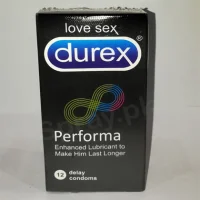 love sex
durex
Performa
Enhanced Lubricant to
Make Him Last Longer
12 delay
condoms